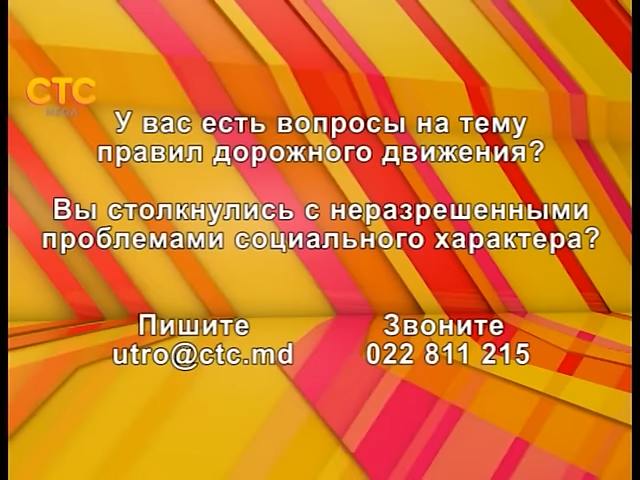 СТС
MEGA
У вас есть вопросы на тему
правил дорожного движения?
Вы столкнулись с неразрешенными
проблемами социального характера?
Пишите
utro@ctc.md
Звоните
022 811 215